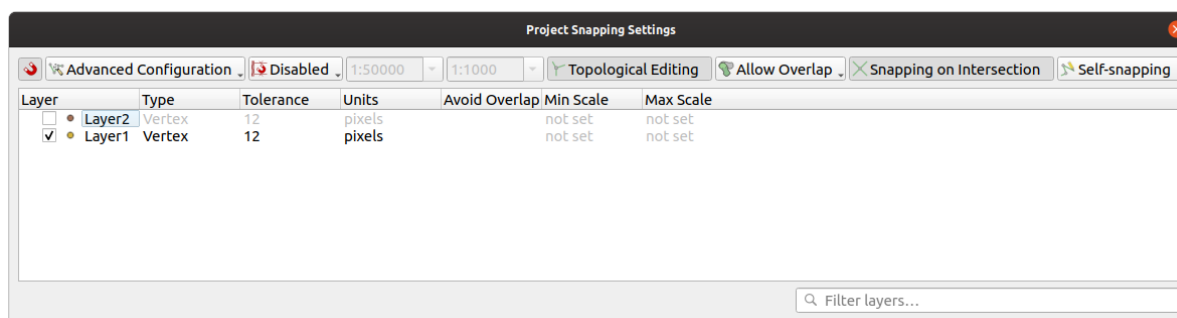 Project Snapping Settings
Advanced Configuration Disabled 1:50000 1:1000 Topological Editing Allow Overlap Snapping on Intersection Self-snapping
Layer Type Tolerance Units Avoid Overlap Min Scale Max Scale
Layer2 Vertex 12 pixels not set not set
Layer1 Vertex 12 pixels not set not set
Filter layers...